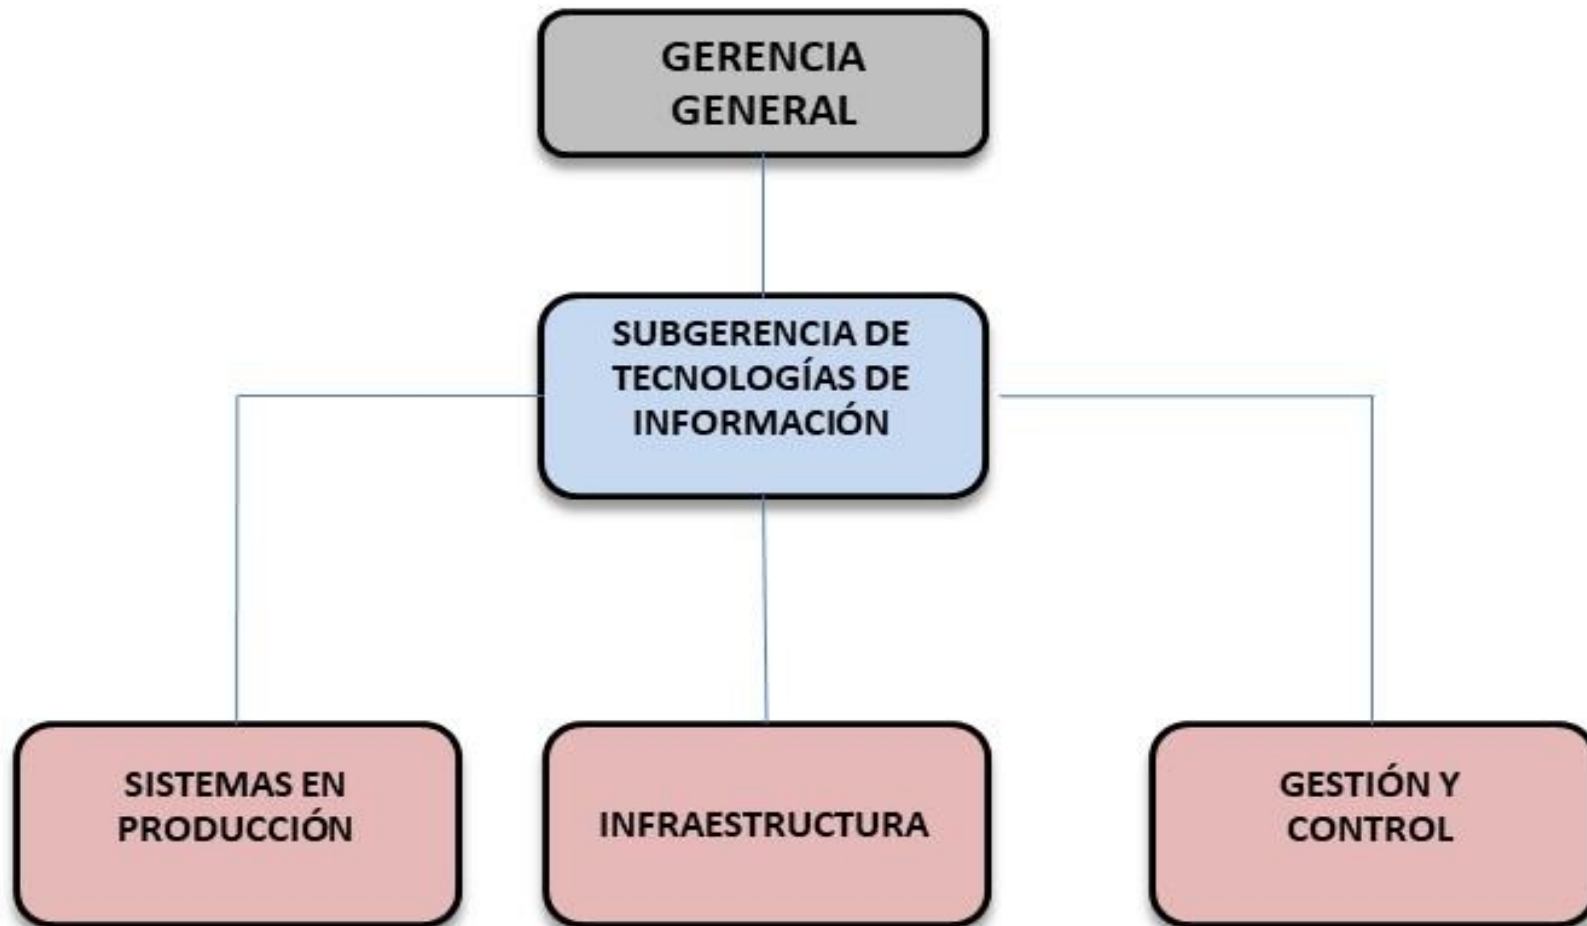 GERENCIA
GENERAL
SUBGERENCIA DE
TECNOLOGÍAS DE
INFORMACIÓN
SISTEMAS EN
PRODUCCIÓN
INFRAESTRUCTURA
GESTIÓN Y
CONTROL